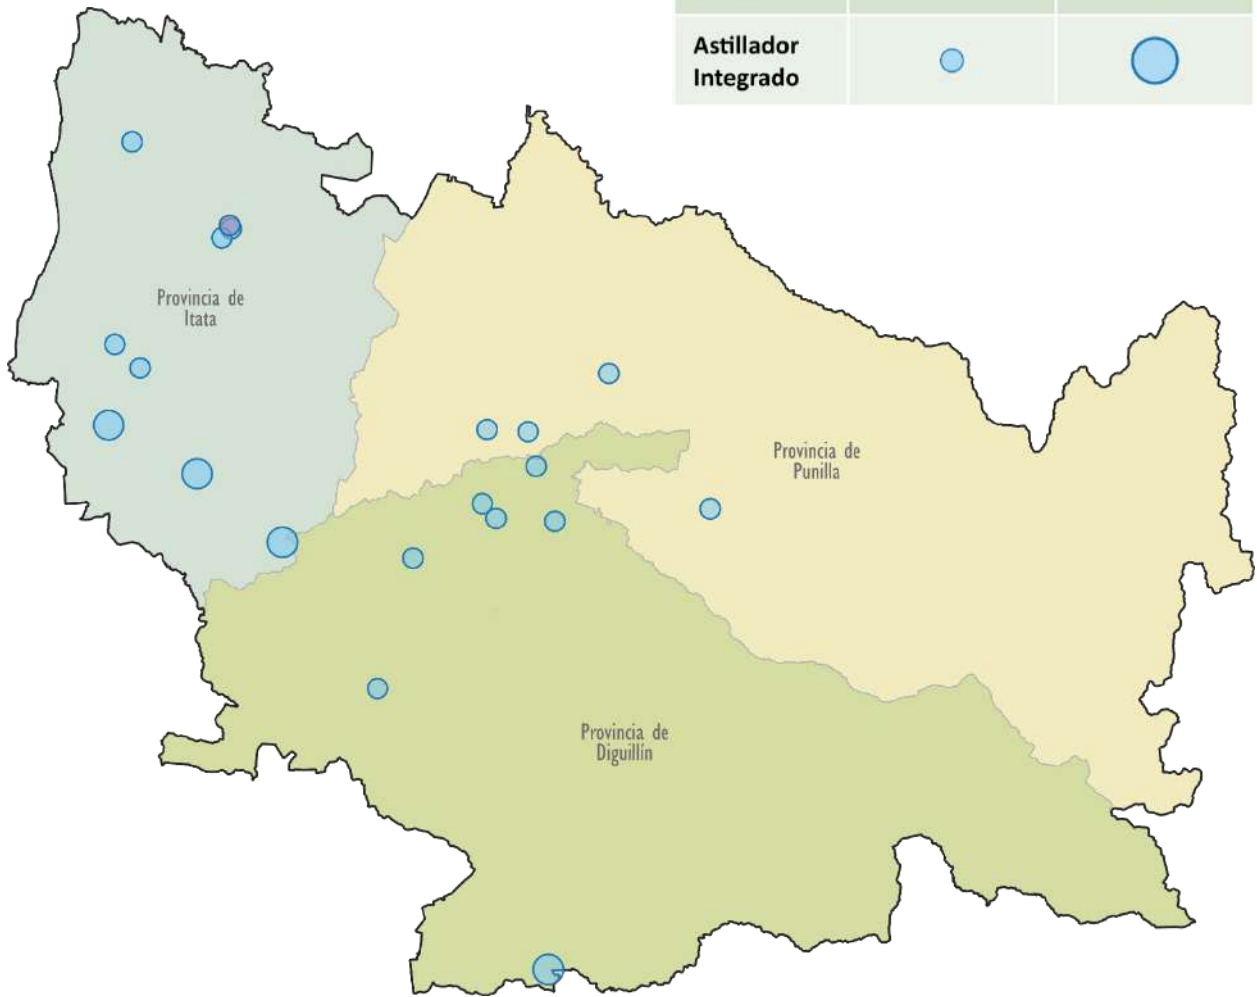 Astillador
Integrado
Provincia de
Itata
Provincia de
Punilla
Provincia de
Diguillín